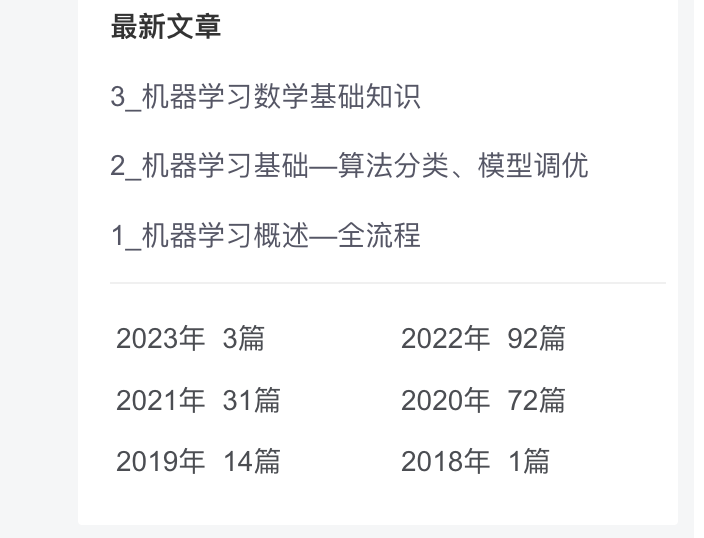 最新文章
3_机器学习数学基础知识
2_机器学习基础—算法分类、模型调优
1_机器学习概述—全流程
2023年 3篇 2022年 92篇
2021年 31篇 2020年 72篇
2019年 14篇 2018年 1篇